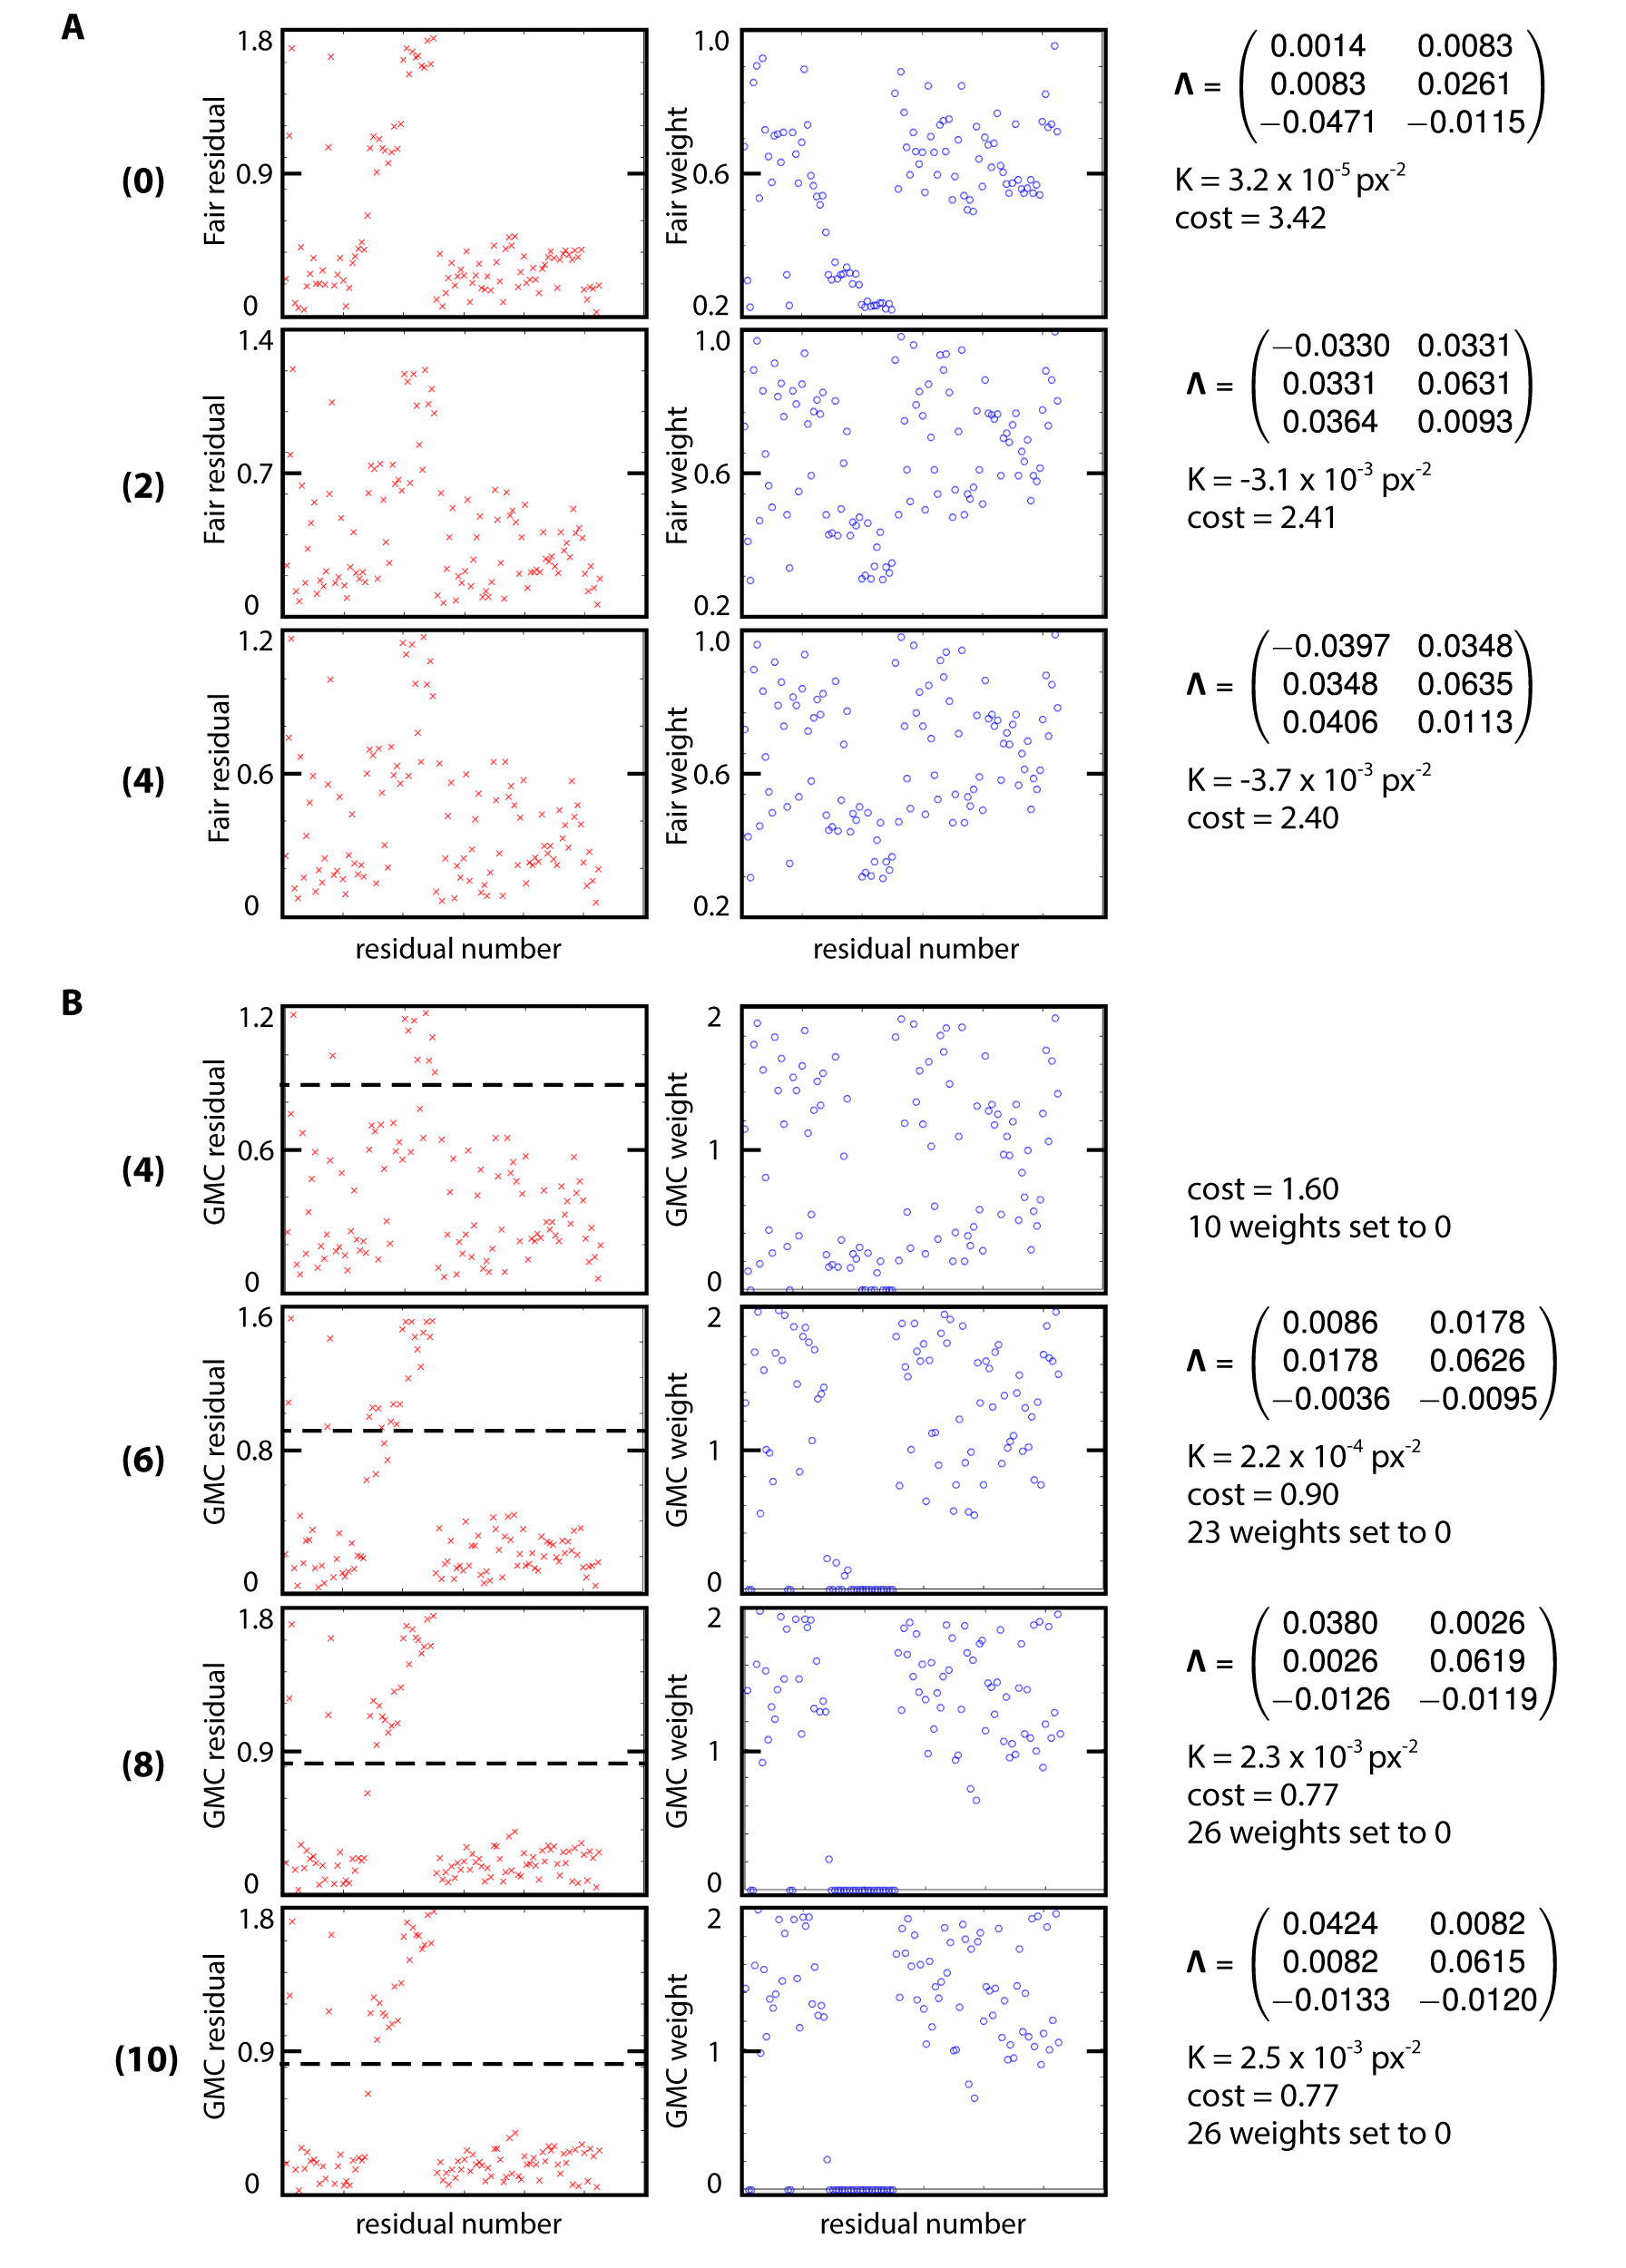 A
(0)
Fair residual
1.8
0.9
0
Fair weight
1.0
0.6
0.2
Λ = ( 0.0014 0.0083
0.0083 0.0261
−0.0471 −0.0115 )
K = 3.2 x 10^-5 px^-2
cost = 3.42
(2)
Fair residual
1.4
0.7
0
Fair weight
1.0
0.6
0.2
Λ = ( −0.0330 0.0331
0.0331 0.0631
0.0364 0.0093 )
K = -3.1 x 10^-3 px^-2
cost = 2.41
(4)
Fair residual
1.2
0.6
0
Fair weight
1.0
0.6
0.2
Λ = ( −0.0397 0.0348
0.0348 0.0635
0.0406 0.0113 )
K = -3.7 x 10^-3 px^-2
cost = 2.40
residual number
residual number
B
(4)
GMC residual
1.2
0.6
0
GMC weight
2
1
0
cost = 1.60
10 weights set to 0
(6)
GMC residual
1.6
0.8
0
GMC weight
2
1
0
Λ = ( 0.0086 0.0178
0.0178 0.0626
−0.0036 −0.0095 )
K = 2.2 x 10^-4 px^-2
cost = 0.90
23 weights set to 0
(8)
GMC residual
1.8
0.9
0
GMC weight
2
1
0
Λ = ( 0.0380 0.0026
0.0026 0.0619
−0.0126 −0.0119 )
K = 2.3 x 10^-3 px^-2
cost = 0.77
26 weights set to 0
(10)
GMC residual
1.8
0.9
0
GMC weight
2
1
0
Λ = ( 0.0424 0.0082
0.0082 0.0615
−0.0133 −0.0120 )
K = 2.5 x 10^-3 px^-2
cost = 0.77
26 weights set to 0
residual number
residual number